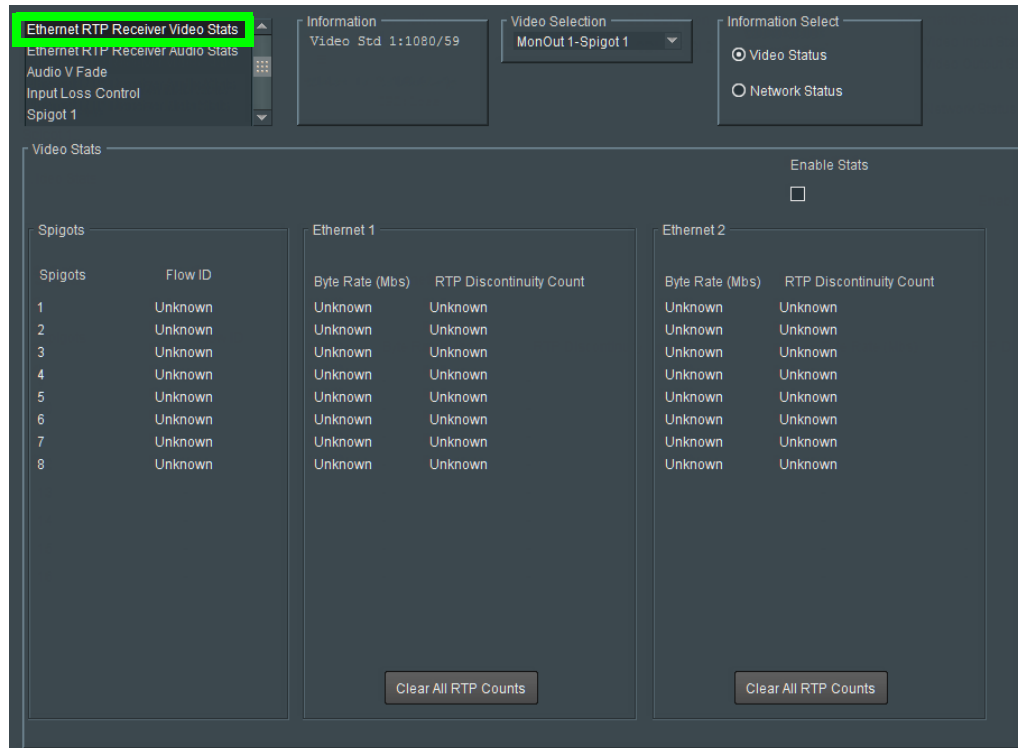 Ethernet RTP Receiver Video Stats
Ethernet RTP Receiver Audio Stats
Audio V Fade
Input Loss Control
Spigot 1
Information
Video Std 1:1080/59
Video Selection
MonOut 1-Spigot 1
Information Select
Video Status
Network Status
Video Stats
Enable Stats
Spigots
Ethernet 1
Ethernet 2
Spigots Flow ID Byte Rate (Mbs) RTP Discontinuity Count Byte Rate (Mbs) RTP Discontinuity Count
1 Unknown Unknown Unknown Unknown Unknown
2 Unknown Unknown Unknown Unknown Unknown
3 Unknown Unknown Unknown Unknown Unknown
4 Unknown Unknown Unknown Unknown Unknown
5 Unknown Unknown Unknown Unknown Unknown
6 Unknown Unknown Unknown Unknown Unknown
7 Unknown Unknown Unknown Unknown Unknown
8 Unknown Unknown Unknown Unknown Unknown
Clear All RTP Counts Clear All RTP Counts